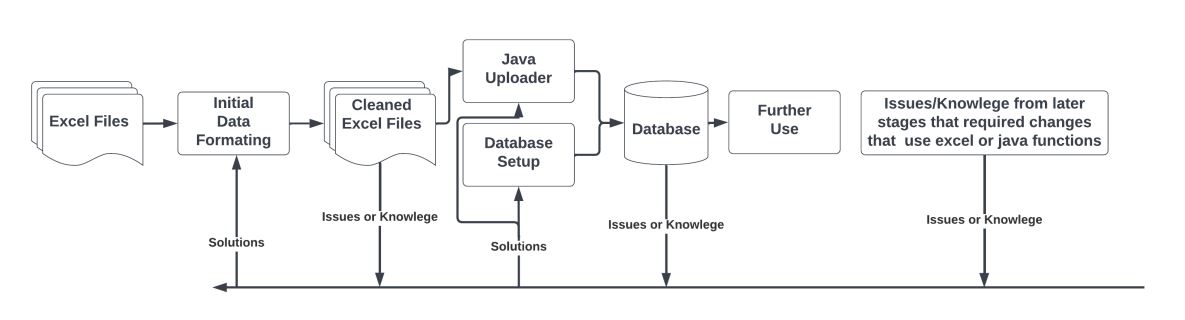 Java
Uploader
Excel Files
Initial
Data
Formating
Cleaned
Excel Files
Database
Setup
Database
Further
Use
Issues/Knowlege from later
stages that required changes
that  use excel or java functions
Solutions
Issues or Knowlege
Solutions
Issues or Knowlege
Issues or Knowlege